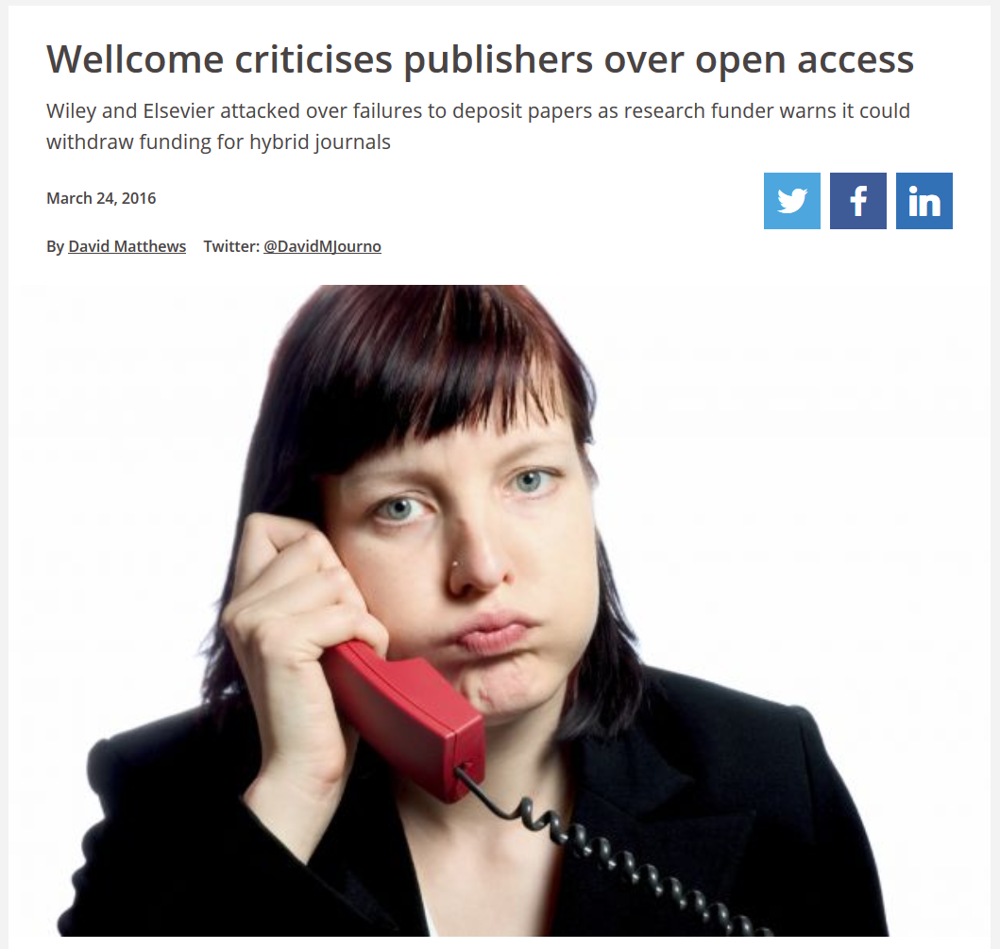 Wellcome criticises publishers over open access
Wiley and Elsevier attacked over failures to deposit papers as research funder warns it could
withdraw funding for hybrid journals
March 24, 2016
By David Matthews Twitter: @DavidMJourno
f in